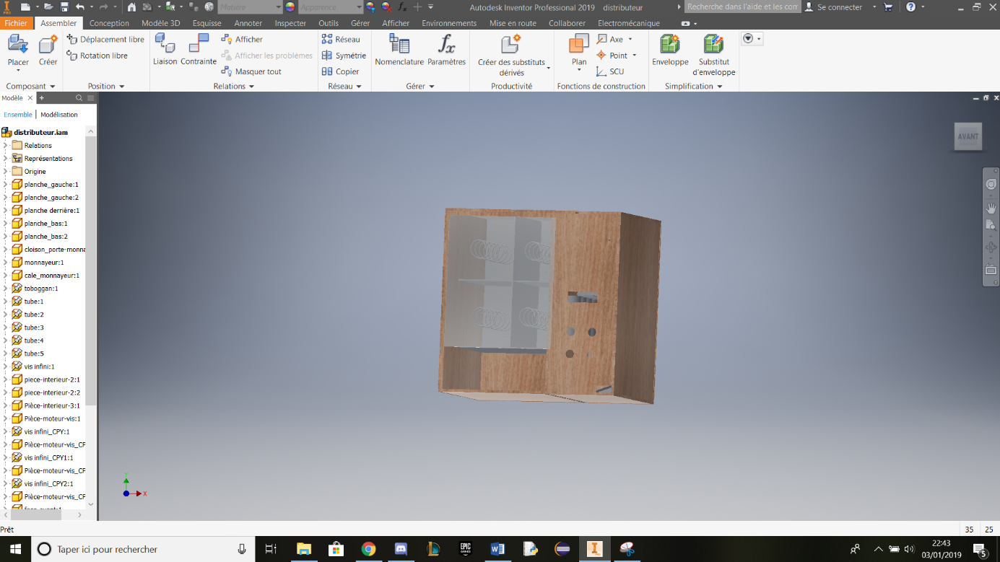 Matière
Apparence
Autodesk Inventor Professional 2019 distributeur
Recherche dans l'aide et les com
Se connecter
Fichier Assembler Conception Modèle 3D Esquisse Annoter Inspecter Outils Gérer Afficher Environnements Mise en route Collaborer Electromécanique
Placer
Créer
Composant
Déplacement libre
Rotation libre
Position
Liaison
Contrainte
Afficher
Afficher les problèmes
Masquer tout
Relations
Réseau
Symétrie
Copier
Réseau
Nomenclature
Paramètres
Gérer
Créer des substituts
dérivés
Productivité
Plan
Axe
Point
SCU
Fonctions de construction
Enveloppe
Substitut
d'enveloppe
Simplification
Modèle
Ensemble | Modélisation
distributeur.iam
Relations
Représentations
Origine
planche_gauche:1
planche_gauche:2
planche derrière:1
planche_bas:1
planche_bas:2
cloison_porte-monna
monnayeur:1
cale_monnayeur:1
toboggan:1
tube:1
tube:2
tube:3
tube:4
tube:5
vis infini:1
piece-interieur-2:1
piece-interieur-2:2
Pièce-interieur-3:1
Pièce-moteur-vis:1
vis infini_CPY:1
Pièce-moteur-vis_CP
vis infini_CPY1:1
Pièce-moteur-vis_CP
vis infini_CPY2:1
Pièce-moteur-vis_CP
AVANT
Y
X
Prêt
35 25
Taper ici pour rechercher
EPIC
GAMES
22:43
03/01/2019
5